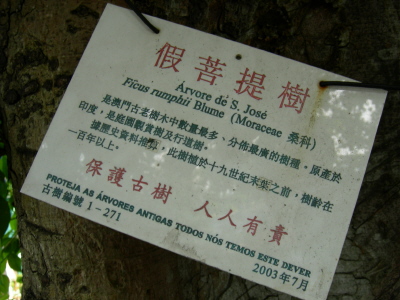 假菩提樹
Árvore de S. José
Ficus rumphii Blume (Moraceae 桑科)
是澳門古老樹木中數量最多、分佈最廣的樹種。原產於
印度，是庭園觀賞樹及行道樹。
據歷史資料推測，此樹植於十九世紀末葉之前，樹齡在
一百年以上。
保護古樹 人人有責
PROTEJA AS ÁRVORES ANTIGAS TODOS NÓS TEMOS ESTE DEVER
古樹編號 1-271
2003年7月